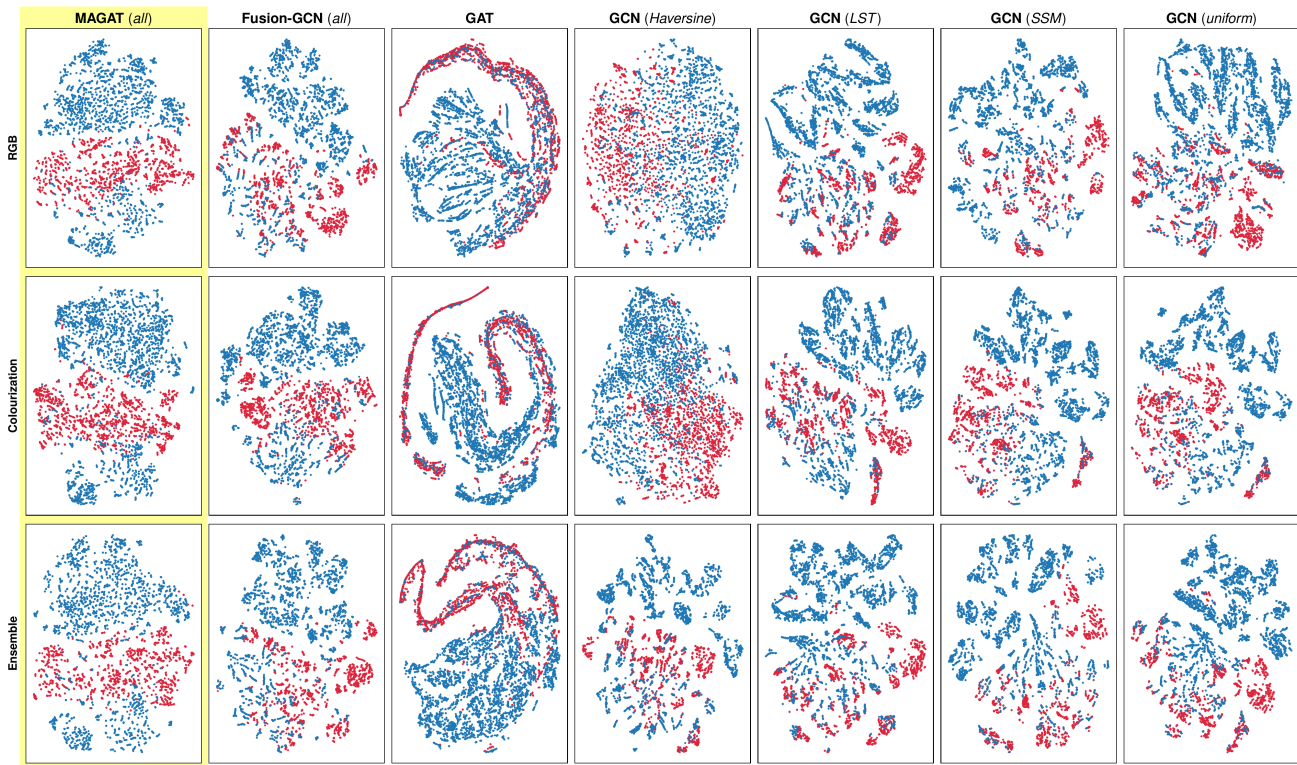 MAGAT (all) Fusion-GCN (all) GAT GCN (Haversine) GCN (LST) GCN (SSM) GCN (uniform)
RGB
Colourization
Ensemble